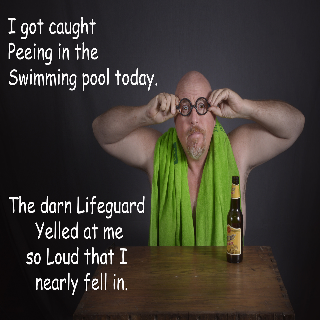 I got caught
Peeing in the
Swimming pool today.
The darn Lifeguard
Yelled at me
so Loud that I
nearly fell in.